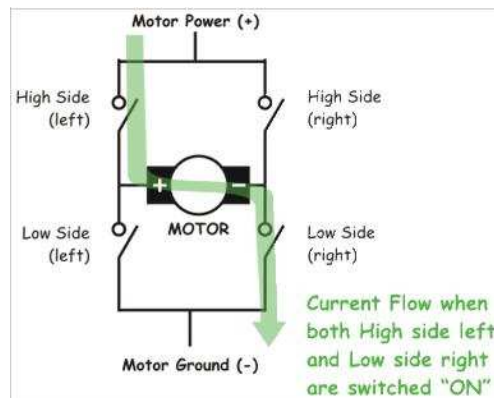 Motor Power (+)
High Side
(left)
High Side
(right)
+
-
MOTOR
Low Side
(left)
Low Side
(right)
Current Flow when
both High side left
and Low side right
are switched "ON"
Motor Ground (-)